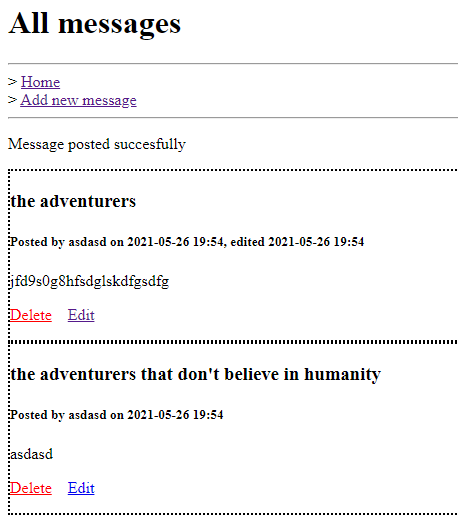 All messages
> Home
> Add new message
Message posted succesfully
the adventurers
Posted by asdasd on 2021-05-26 19:54, edited 2021-05-26 19:54
jfd9s0g8hfsdglskdfgsdfg
Delete Edit
the adventurers that don't believe in humanity
Posted by asdasd on 2021-05-26 19:54
asdasd
Delete Edit